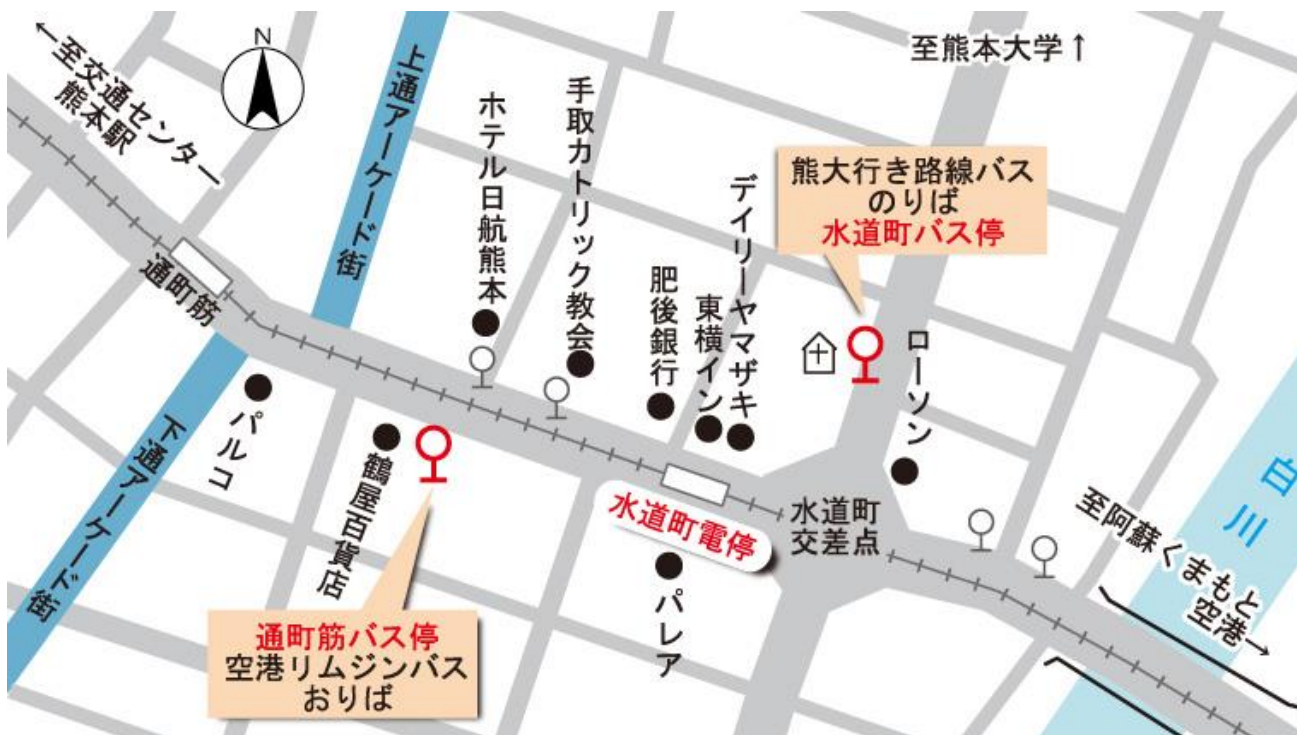 ←至交通センター
熊本駅
N
上通アーケード街
ホテル日航熊本
手取カトリック教会
至熊本大学↑
熊大行き路線バス
のりば
水道町バス停
デイリーヤマザキ
東横イン
肥後銀行
ローソン
通町筋
パルコ
下通アーケード街
鶴屋百貨店
水道町電停
水道町
交差点
パレア
白川
至阿蘇くまもと
空港→
通町筋バス停
空港リムジンバス
おりば